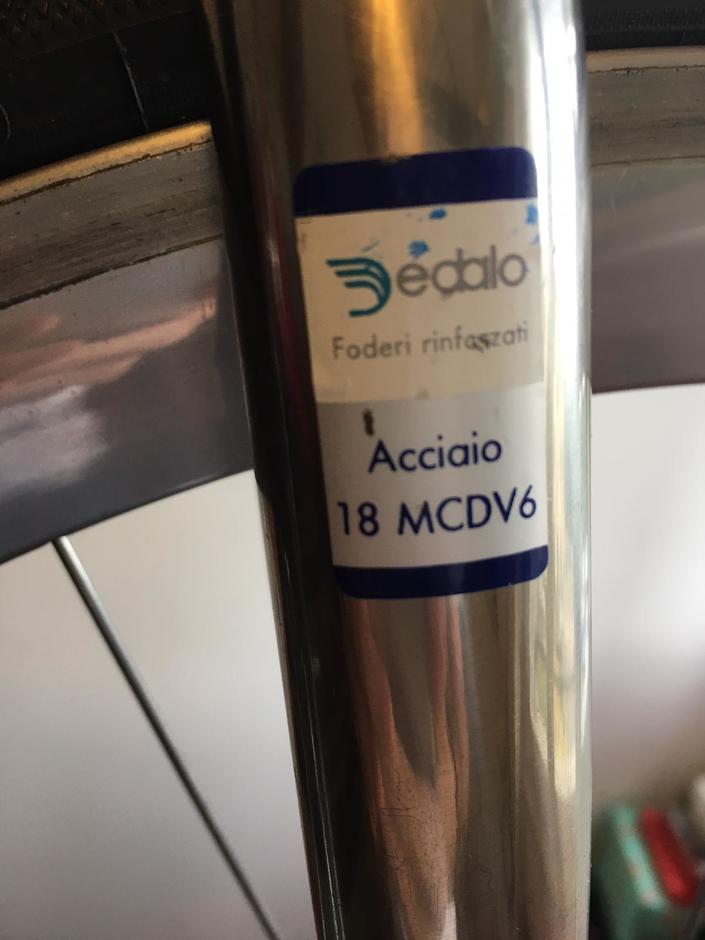 Dedalo
Foderi rinforzati
Acciaio
18 MCDV6